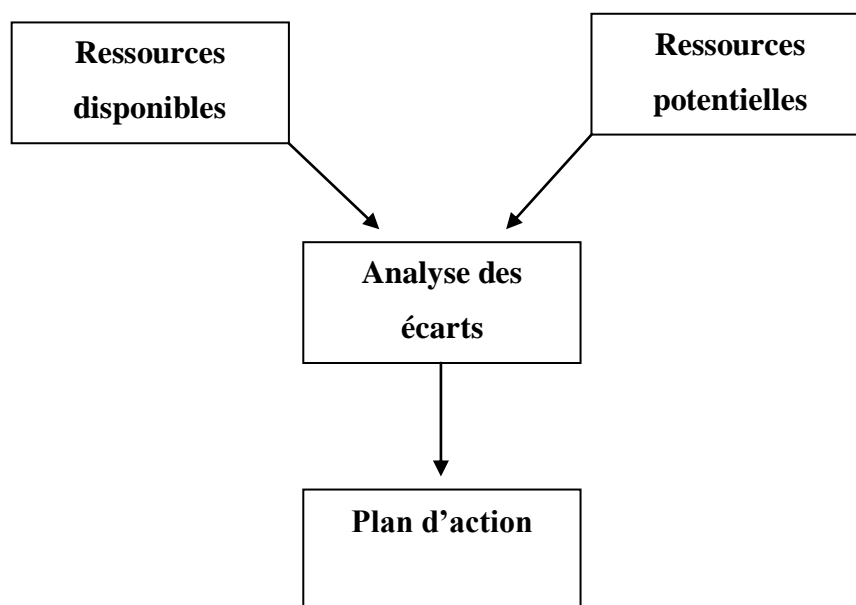 Ressources
disponibles
Ressources
potentielles
Analyse des
écarts
Plan d’action